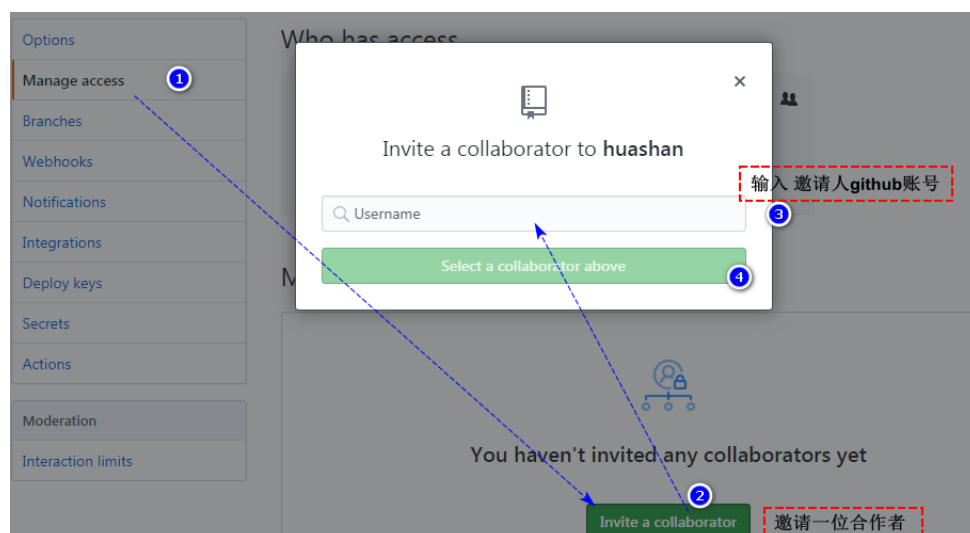 Options
Manage access
1
Branches
Webhooks
Notifications
Integrations
Deploy keys
Secrets
Actions
Moderation
Interaction limits
Who has access
×
Invite a collaborator to huashan
Username
Select a collaborator above
4
输入 邀请人github账号
3
M
You haven't invited any collaborators yet
2
Invite a collaborator
邀请一位合作者